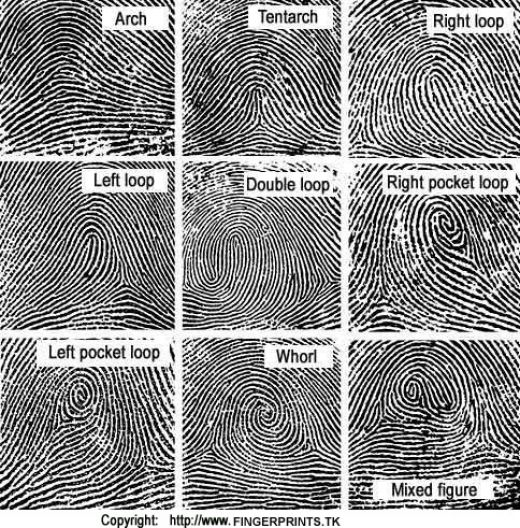 Arch
Tentarch
Right loop
Left loop
Double loop
Right pocket loop
Left pocket loop
Whorl
Mixed figure
Copyright: http://www. FINGERPRINTS.TK